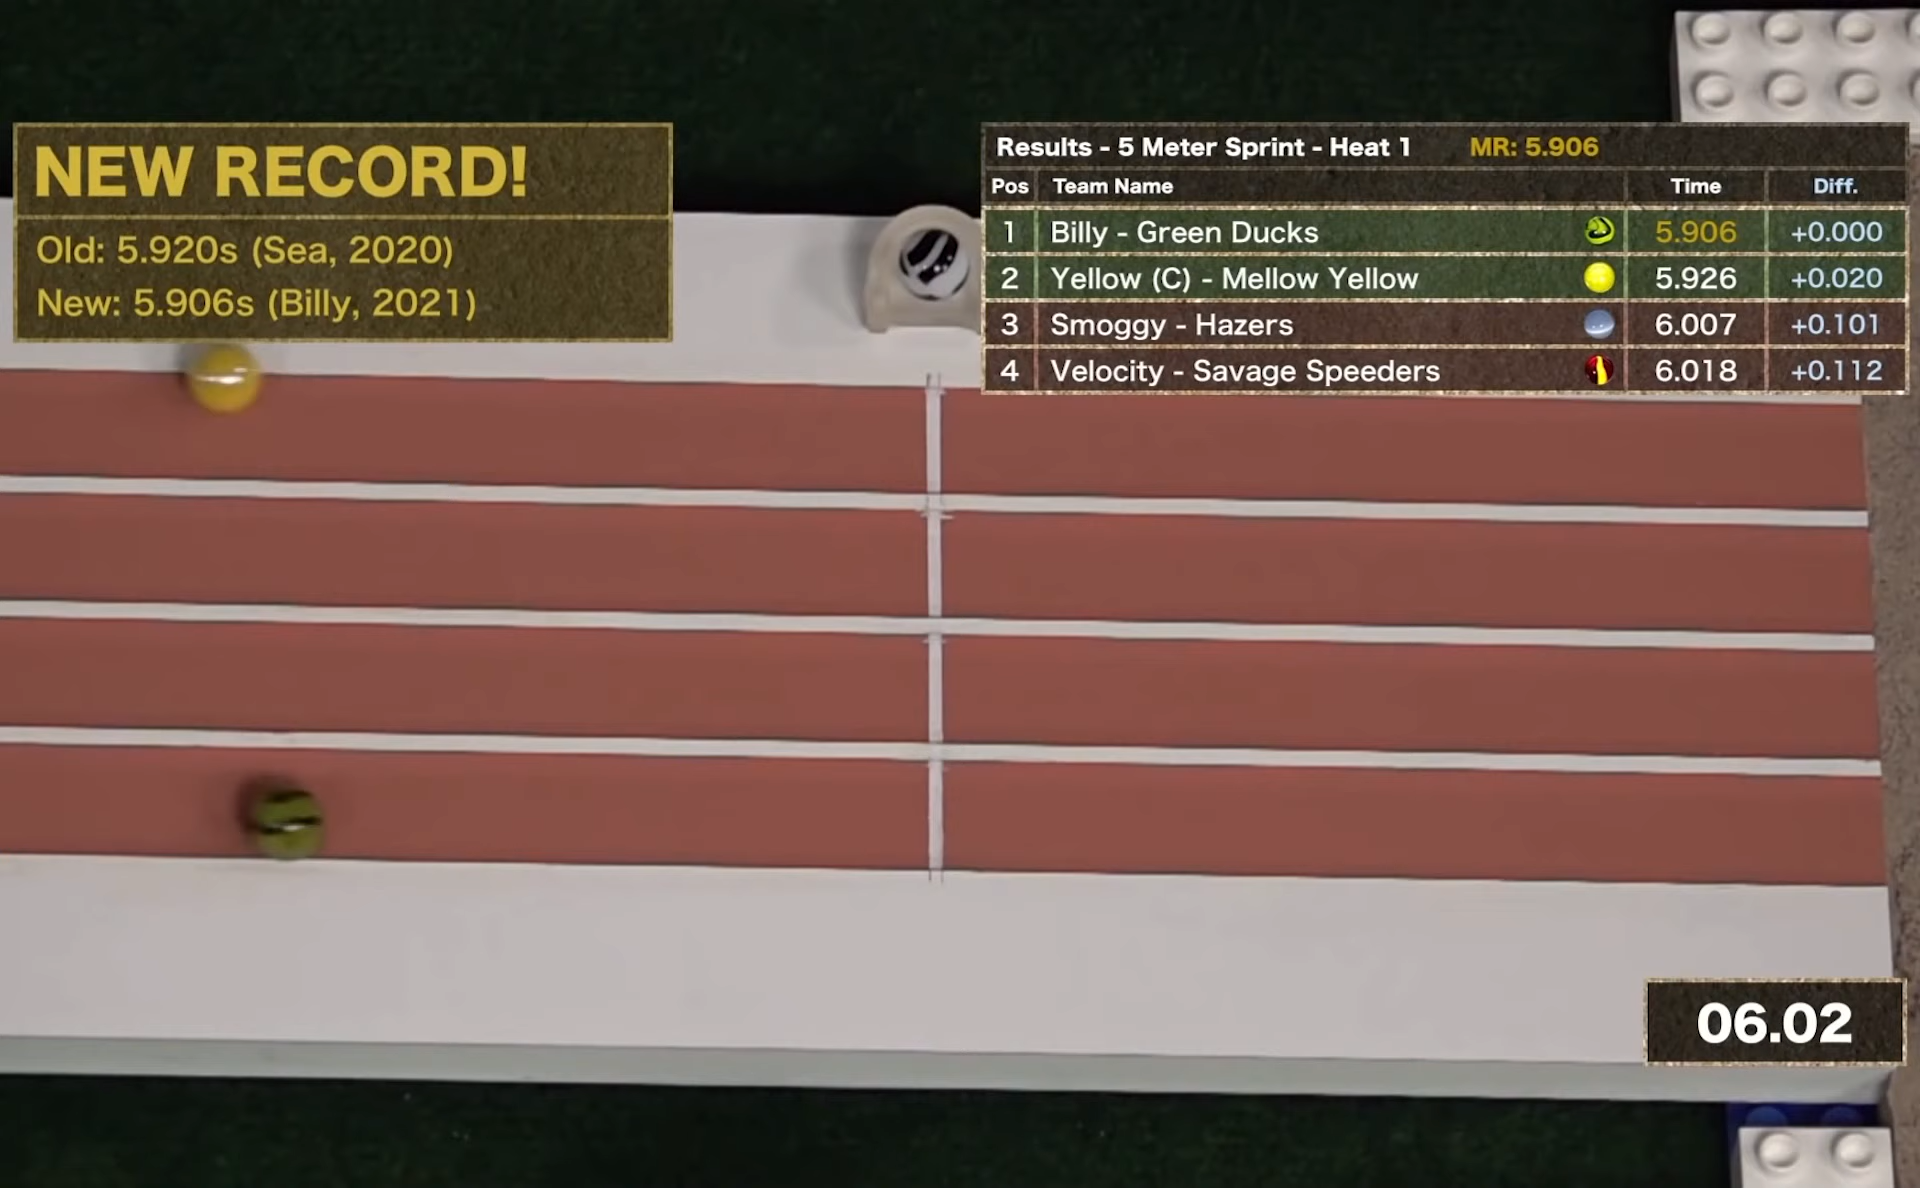 NEW RECORD!
Old: 5.920s (Sea, 2020)
New: 5.906s (Billy, 2021)
Results - 5 Meter Sprint - Heat 1 MR: 5.906
Pos Team Name Time Diff.
1 Billy - Green Ducks 5.906 +0.000
2 Yellow (C) - Mellow Yellow 5.926 +0.020
3 Smoggy - Hazers 6.007 +0.101
4 Velocity - Savage Speeders 6.018 +0.112
06.02